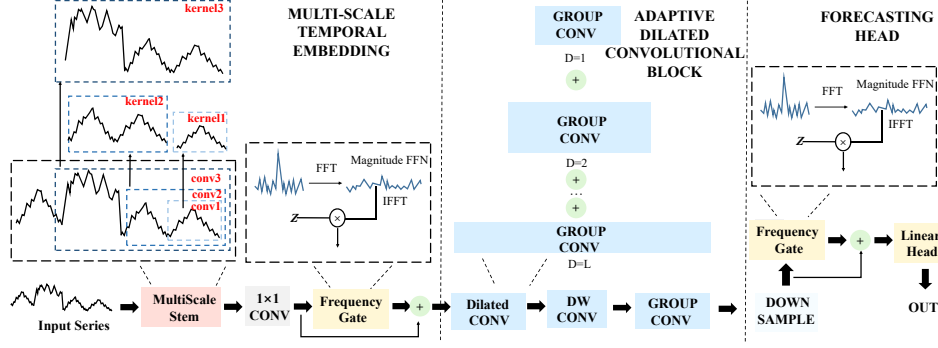 kernel3
kernel2
kernel1
conv3
conv2
conv1
MULTI-SCALE
TEMPORAL
EMBEDDING
FFT
Magnitude FFN
IFFT
Z
×
Input Series
MultiScale
Stem
1×1
CONV
Frequency
Gate
+
GROUP
CONV
D=1
+
GROUP
CONV
D=2
+
...
+
GROUP
CONV
D=L
ADAPTIVE
DILATED
CONVOLUTIONAL
BLOCK
Dilated
CONV
DW
CONV
GROUP
CONV
FORECASTING
HEAD
FFT
Magnitude FFN
IFFT
Z
×
Frequency
Gate
+
Linear
Head
DOWN
SAMPLE
OUT